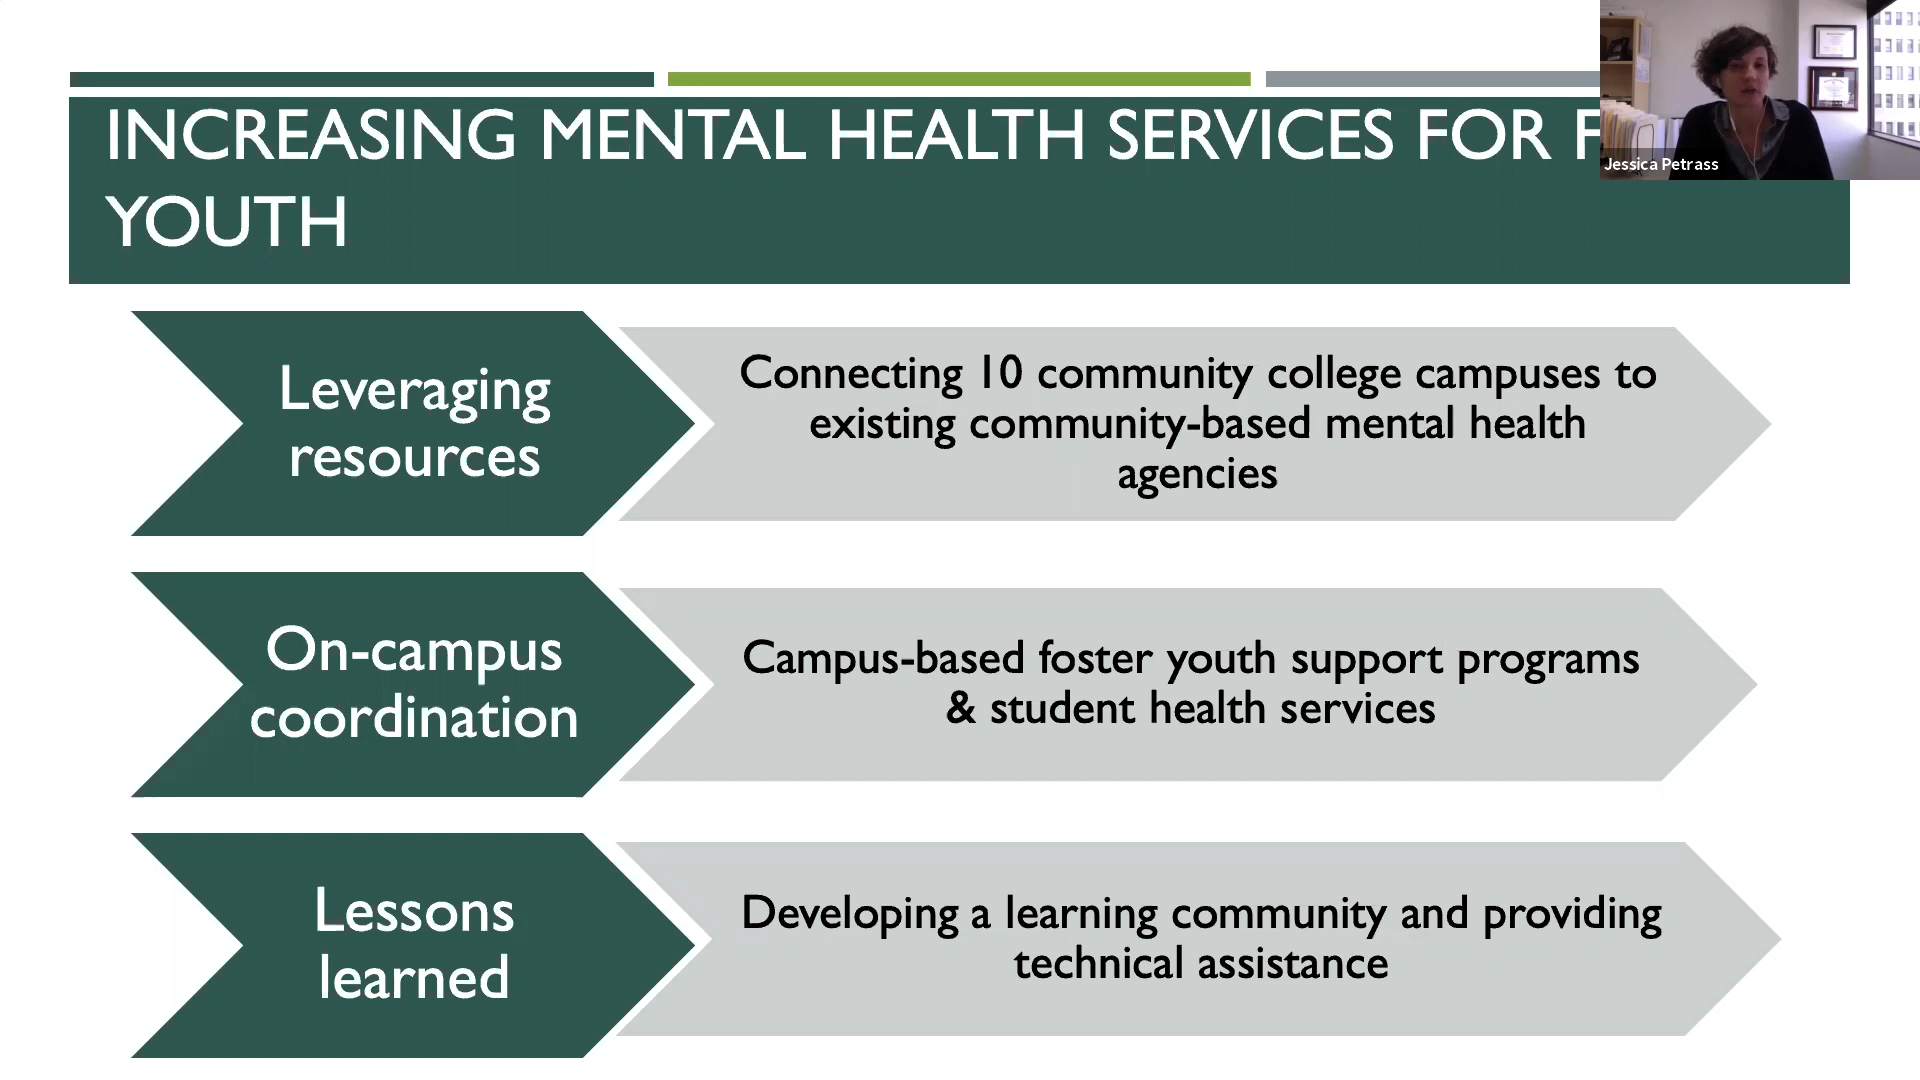 INCREASING MENTAL HEALTH SERVICES FOR
YOUTH
Jessica Petrass
Leveraging
resources
Connecting 10 community college campuses to
existing community-based mental health
agencies
On-campus
coordination
Campus-based foster youth support programs
& student health services
Lessons
learned
Developing a learning community and providing
technical assistance